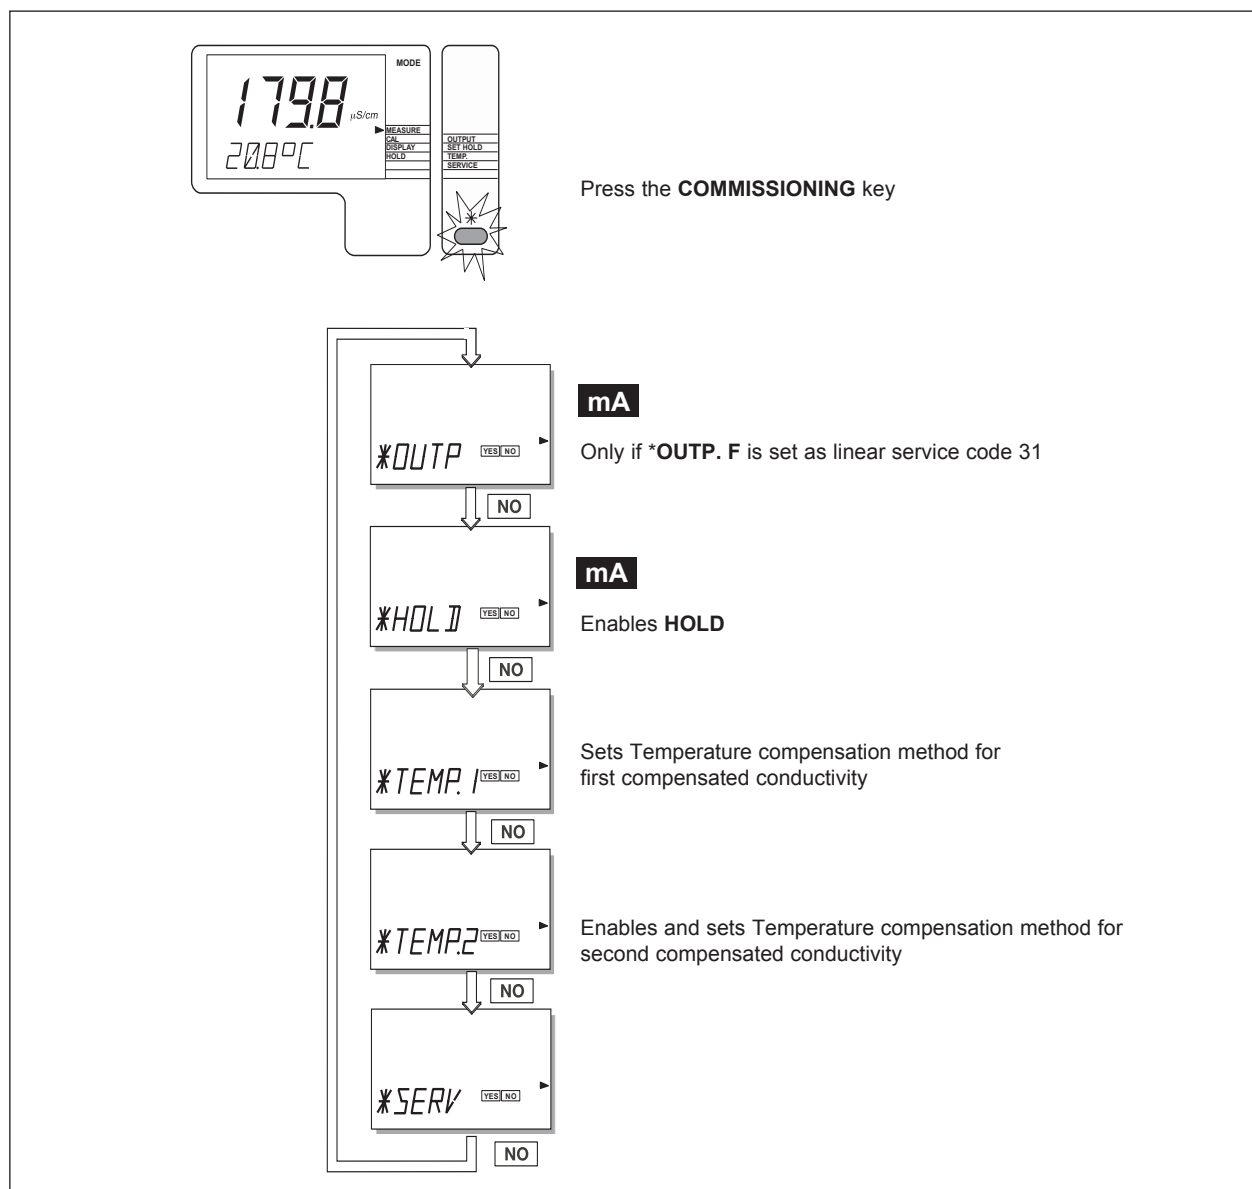 MODE
179.8 µS/cm
20.8°C
MEASURE
CAL
DISPLAY
HOLD
OUTPUT
SET HOLD
TEMP.
SERVICE
*
Press the COMMISSIONING key
*OUTP YES NO
mA
Only if *OUTP. F is set as linear service code 31
NO
*HOLD YES NO
mA
Enables HOLD
NO
*TEMP. 1 YES NO
Sets Temperature compensation method for
first compensated conductivity
NO
*TEMP.2 YES NO
Enables and sets Temperature compensation method for
second compensated conductivity
NO
*SERV YES NO
NO